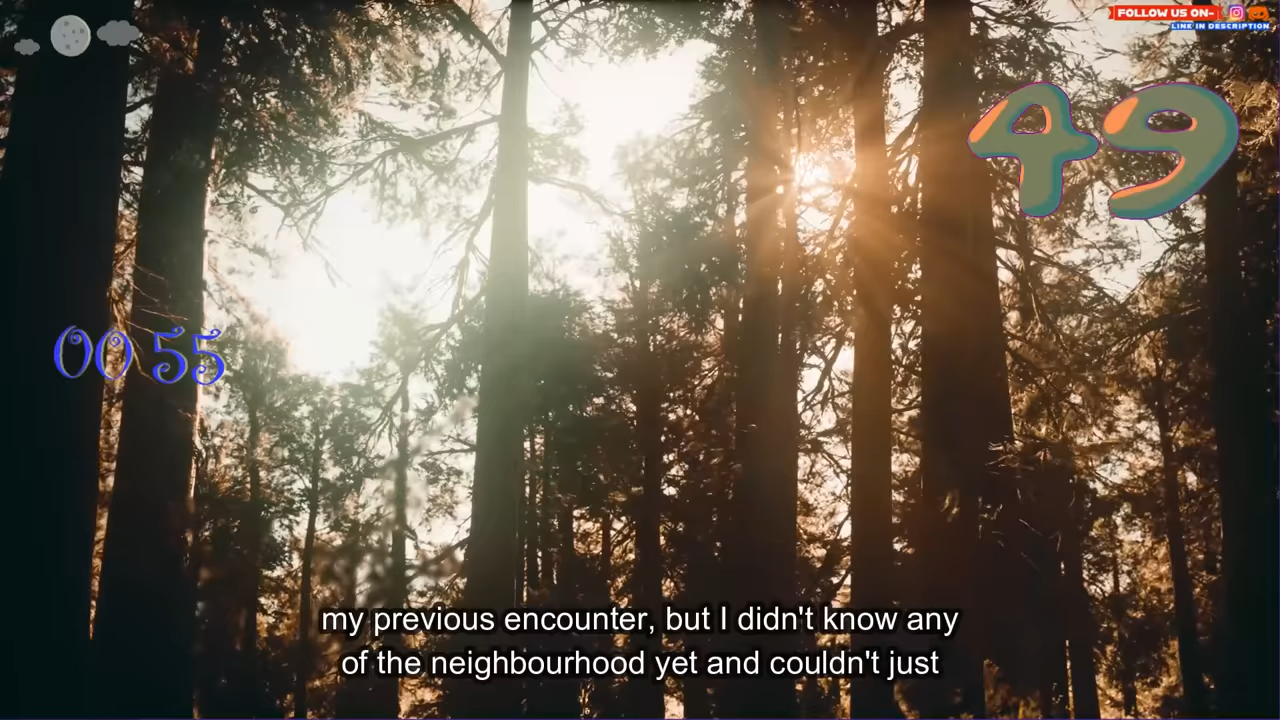 FOLLOW US ON-
LINK IN DESCRIPTION
49
00 55
my previous encounter, but I didn't know any
of the neighbourhood yet and couldn't just